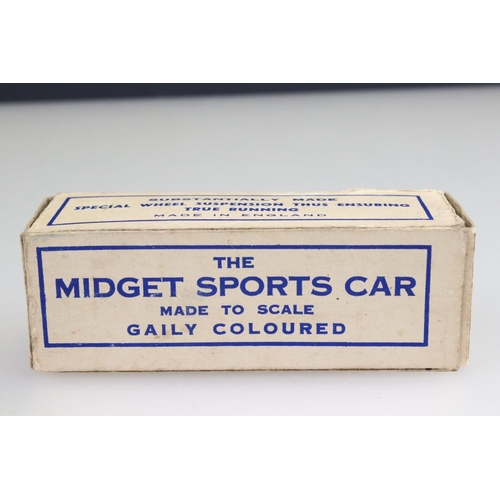 SUBSTANTIALLY MADE
SPECIAL WHEEL SUSPENSION THUS ENSURING
TRUE RUNNING
MADE IN ENGLAND
THE
MIDGET SPORTS CAR
MADE TO SCALE
GAILY COLOURED